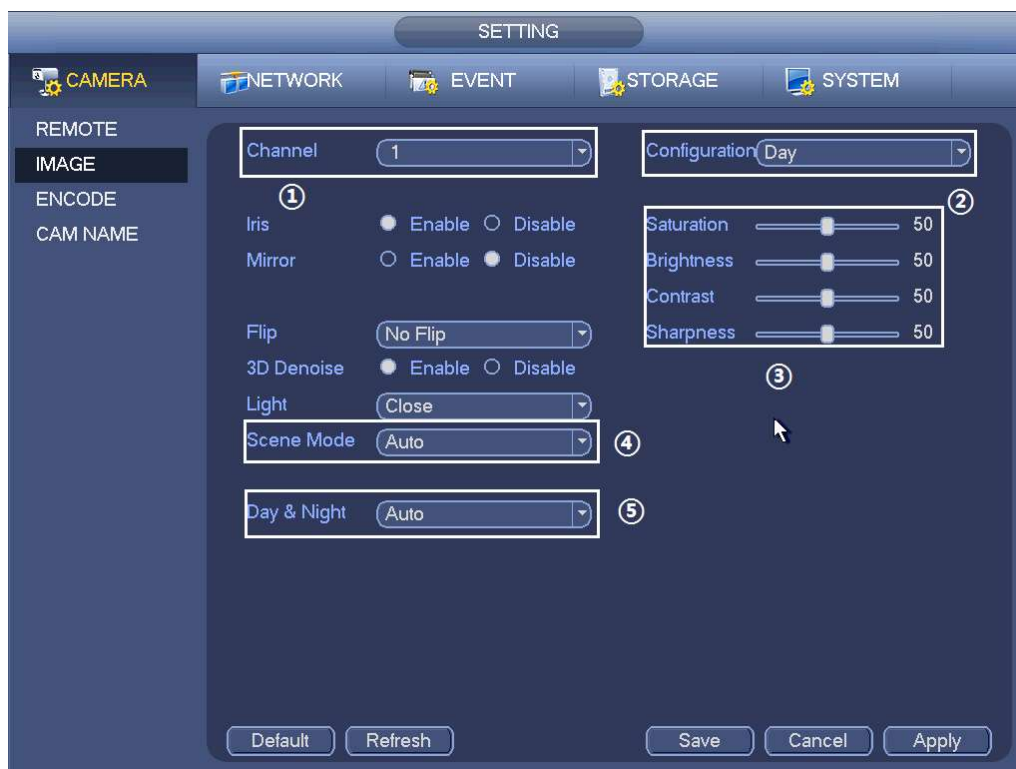 SETTING
CAMERA NETWORK EVENT STORAGE SYSTEM
REMOTE
IMAGE
ENCODE
CAM NAME
Channel 1 Configuration Day
① ②
Iris Enable Disable Saturation 50
Mirror Enable Disable Brightness 50
Contrast 50
Flip No Flip Sharpness 50
3D Denoise Enable Disable ③
Light Close
Scene Mode Auto ④
Day & Night Auto ⑤
Default Refresh Save Cancel Apply